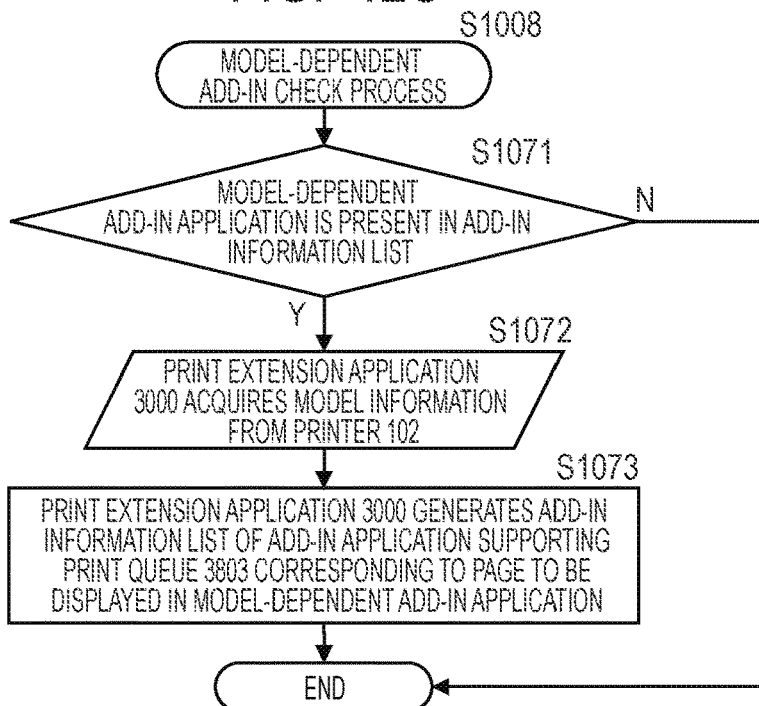 S1008
MODEL-DEPENDENT
ADD-IN CHECK PROCESS
S1071
MODEL-DEPENDENT
ADD-IN APPLICATION IS PRESENT IN ADD-IN
INFORMATION LIST
N
Y
S1072
PRINT EXTENSION APPLICATION
3000 ACQUIRES MODEL INFORMATION
FROM PRINTER 102
S1073
PRINT EXTENSION APPLICATION 3000 GENERATES ADD-IN
INFORMATION LIST OF ADD-IN APPLICATION SUPPORTING
PRINT QUEUE 3803 CORRESPONDING TO PAGE TO BE
DISPLAYED IN MODEL-DEPENDENT ADD-IN APPLICATION
END